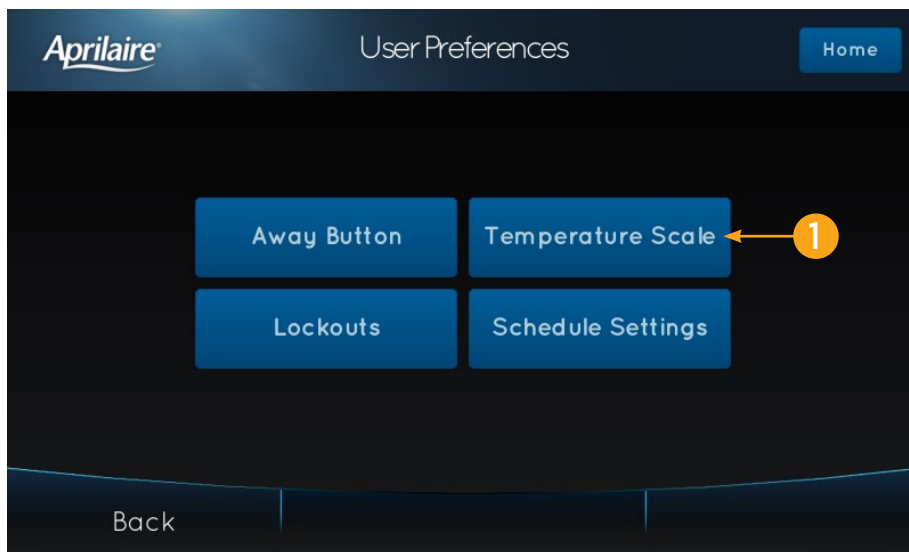 Aprilaire®
User Preferences
Home
Away Button
Temperature Scale
1
Lockouts
Schedule Settings
Back